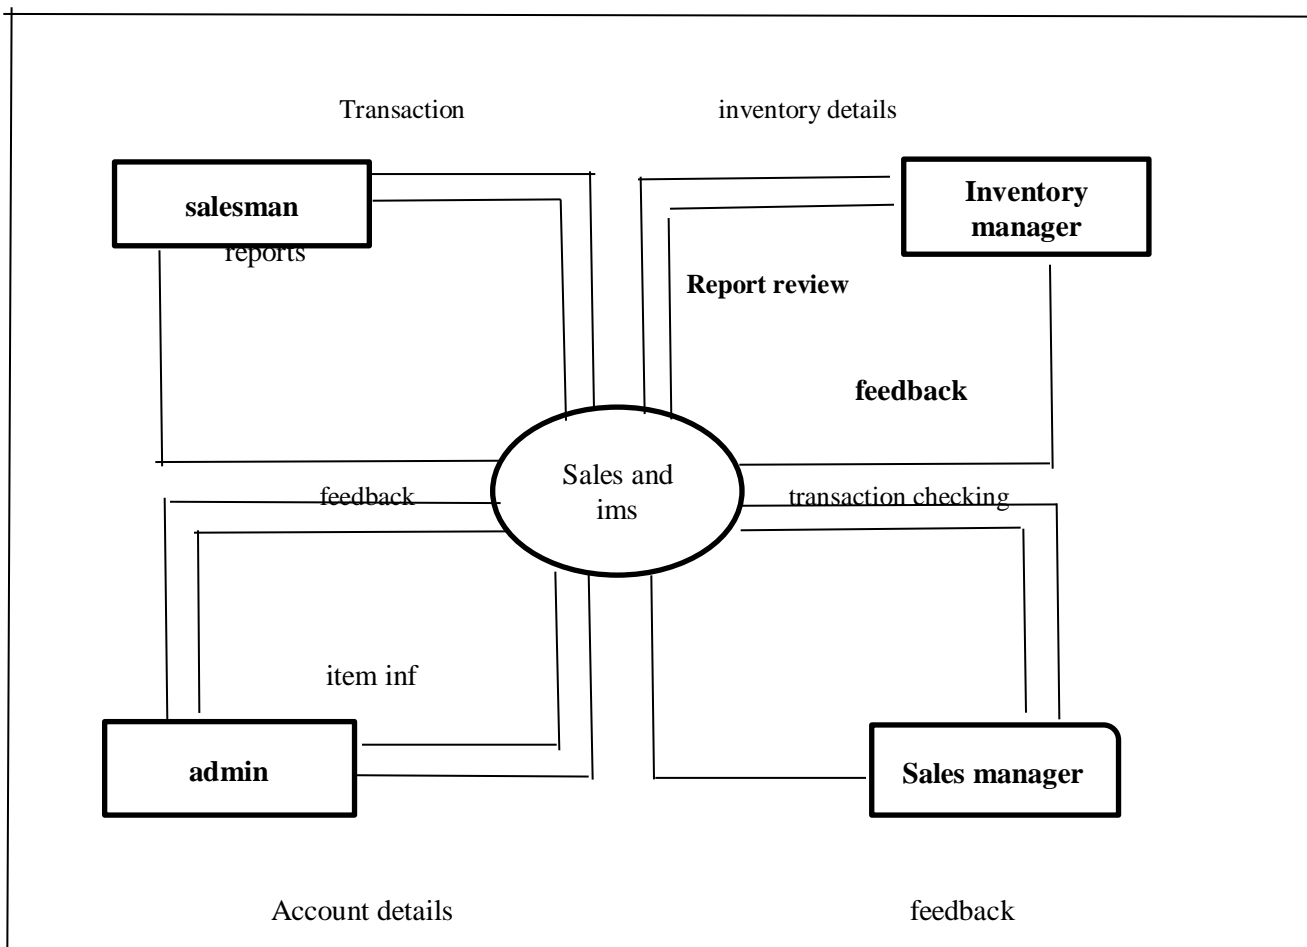 Transaction
inventory details
salesman
Inventory
manager
reports
Report review
feedback
Sales and
ims
feedback
transaction checking
item inf
admin
Sales manager
Account details
feedback